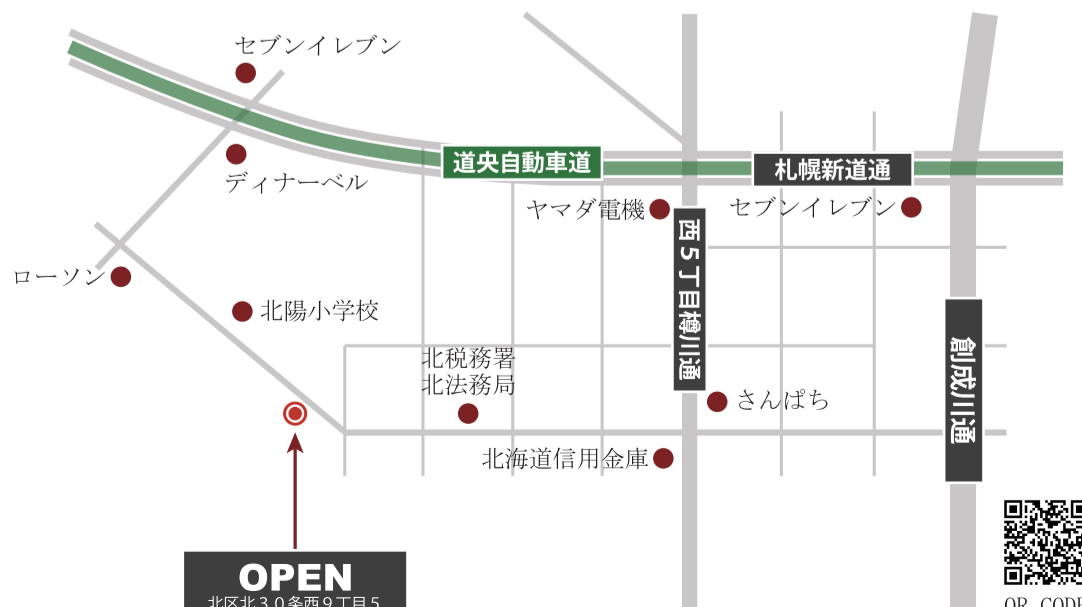 セブンイレブン
道央自動車道
札幌新道通
ディナーベル
ヤマダ電機
セブンイレブン
西5丁目樽川通
ローソン
北陽小学校
創成川通
北税務署
北法務局
さんぱち
北海道信用金庫
OPEN
北区北30条西9丁目5
QR CODE